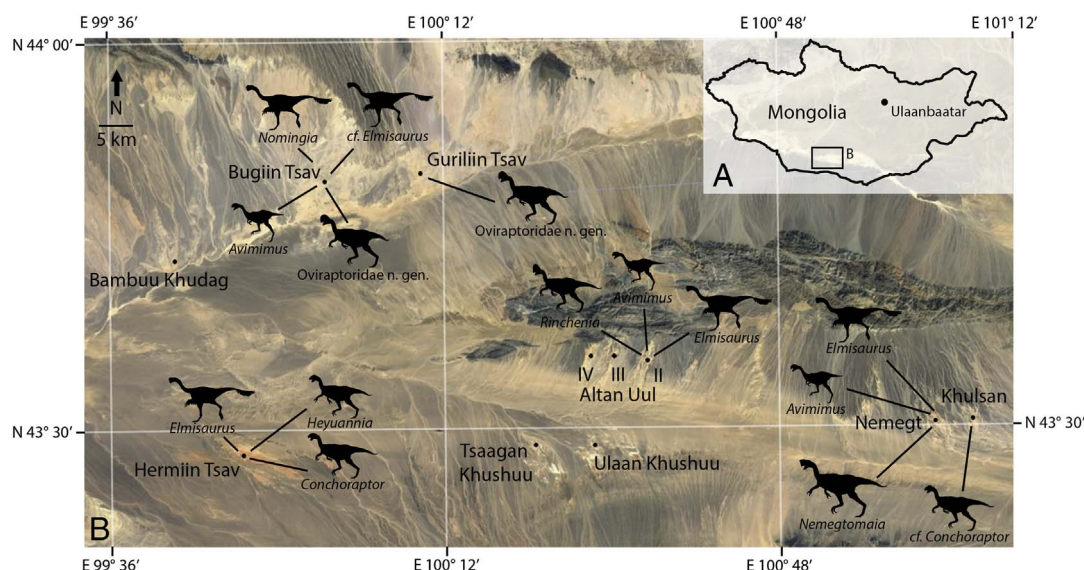 E 99° 36′
E 100° 12′
E 100° 48′
E 101° 12′
N 44° 00′
N
5 km
Nomingia
cf. Elmisaurus
Bugiin Tsav
Guriliin Tsav
Avimimus
Oviraptoridae n. gen.
Oviraptoridae n. gen.
Bambuu Khudag
Mongolia
Ulaanbaatar
B
A
Rinchenia
Avimimus
Elmisaurus
IV
III
II
Altan Uul
Elmisaurus
Avimimus
Khulsan
Nemegt
Elmisaurus
Heyuannia
Hermiin Tsav
Conchoraptor
N 43° 30′
N 43° 30′
Tsaagan
Khushuu
Ulaan Khushuu
Nemegtomaia
cf. Conchoraptor
B
E 99° 36′
E 100° 12′
E 100° 48′